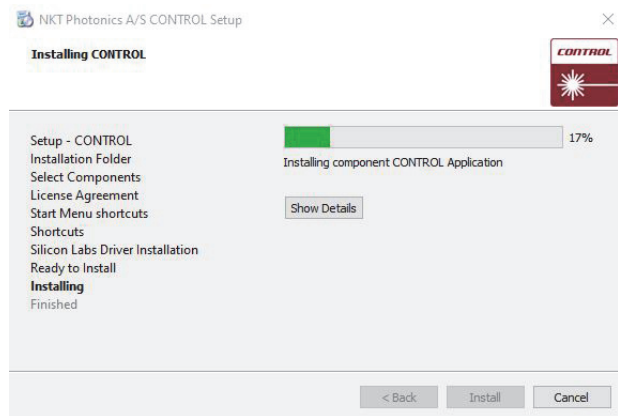 NKT Photonics A/S CONTROL Setup
Installing CONTROL
CONTROL
Setup - CONTROL
Installation Folder
Select Components
License Agreement
Start Menu shortcuts
Shortcuts
Silicon Labs Driver Installation
Ready to Install
Installing
Finished
17%
Installing component CONTROL Application
Show Details
< Back
Install
Cancel